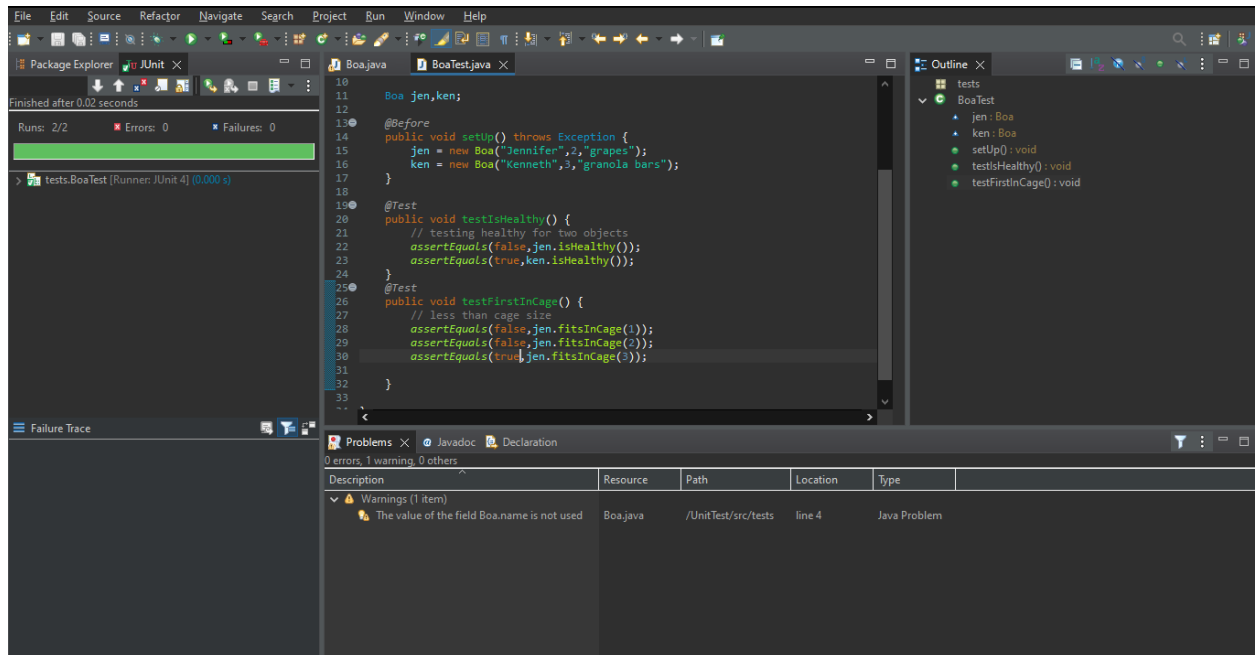 File Edit Source Refactor Navigate Search Project Run Window Help
Package Explorer JUnit
Finished after 0.02 seconds
Runs: 2/2 Errors: 0 Failures: 0
tests.BoaTest [Runner: JUnit 4] (0.000 s)
Failure Trace
Boa.java BoaTest.java
10
11 Boa jen,ken;
12
13 @Before
14 public void setUp() throws Exception {
15 jen = new Boa("Jennifer",2,"grapes");
16 ken = new Boa("Kenneth",3,"granola bars");
17 }
18
19 @Test
20 public void testIsHealthy() {
21 // testing healthy for two objects
22 assertEquals(false,jen.isHealthy());
23 assertEquals(true,ken.isHealthy());
24 }
25 @Test
26 public void testFirstInCage() {
27 // less than cage size
28 assertEquals(false,jen.fitsInCage(1));
29 assertEquals(false,jen.fitsInCage(2));
30 assertEquals(true,jen.fitsInCage(3));
31
32 }
33
Outline
tests
BoaTest
jen : Boa
ken : Boa
setUp() : void
testIsHealthy() : void
testFirstInCage() : void
Problems Javadoc Declaration
0 errors, 1 warning, 0 others
Description Resource Path Location Type
Warnings (1 item)
The value of the field Boa.name is not used Boa.java /UnitTest/src/tests line 4 Java Problem